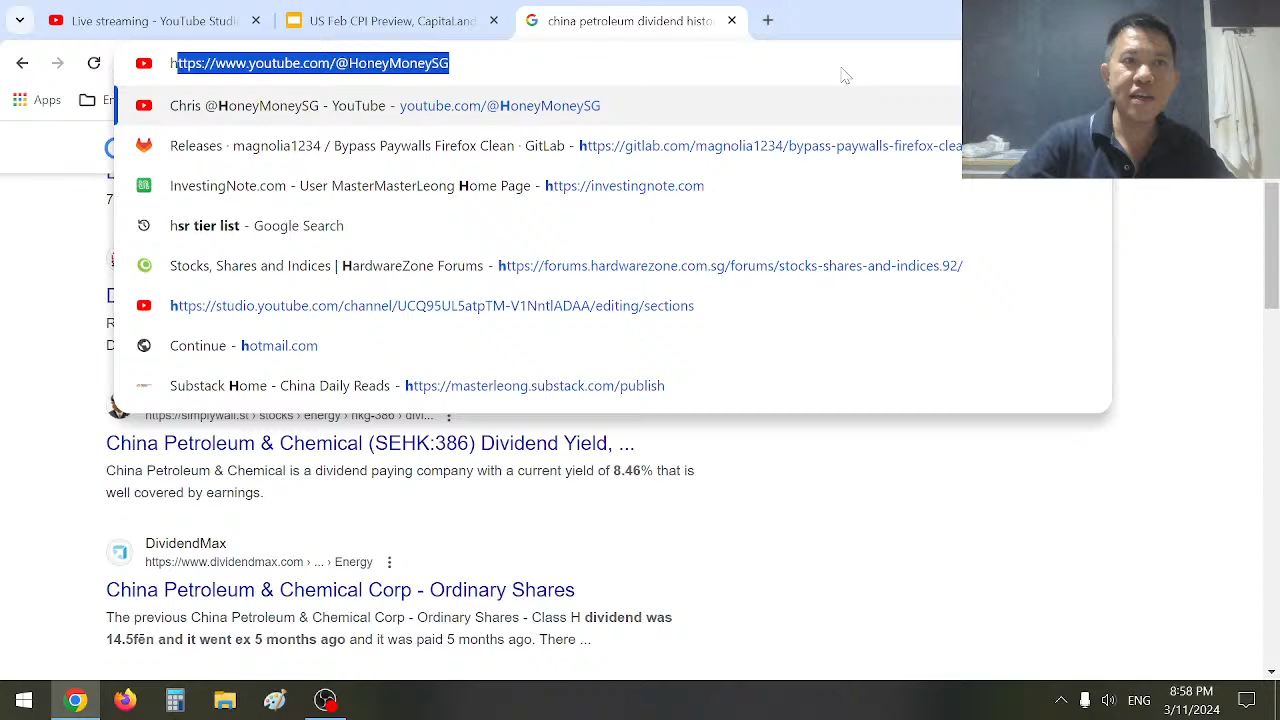 Live streaming - YouTube Studi
US Feb CPI Preview, CapitaLand
china petroleum dividend histo
https://www.youtube.com/@HoneyMoneySG
Apps
Chris @HoneyMoneySG - YouTube - youtube.com/@HoneyMoneySG
Releases · magnolia1234 / Bypass Paywalls Firefox Clean · GitLab - https://gitlab.com/magnolia1234/bypass-paywalls-firefox-clea
InvestingNote.com - User MasterMasterLeong Home Page - https://investingnote.com
hsr tier list - Google Search
Stocks, Shares and Indices | HardwareZone Forums - https://forums.hardwarezone.com.sg/forums/stocks-shares-and-indices.92/
https://studio.youtube.com/channel/UCQ95UL5atpTM-V1NntlADAA/editing/sections
Continue - hotmail.com
Substack Home - China Daily Reads - https://masterleong.substack.com/publish
https://simplywall.st › stocks › energy › hkg-386 › divi...
China Petroleum & Chemical (SEHK:386) Dividend Yield, ...
China Petroleum & Chemical is a dividend paying company with a current yield of 8.46% that is
well covered by earnings.
DividendMax
https://www.dividendmax.com › ... › Energy
China Petroleum & Chemical Corp - Ordinary Shares
The previous China Petroleum & Chemical Corp - Ordinary Shares - Class H dividend was
14.5fēn and it went ex 5 months ago and it was paid 5 months ago. There ...
ENG
8:58 PM
3/11/2024